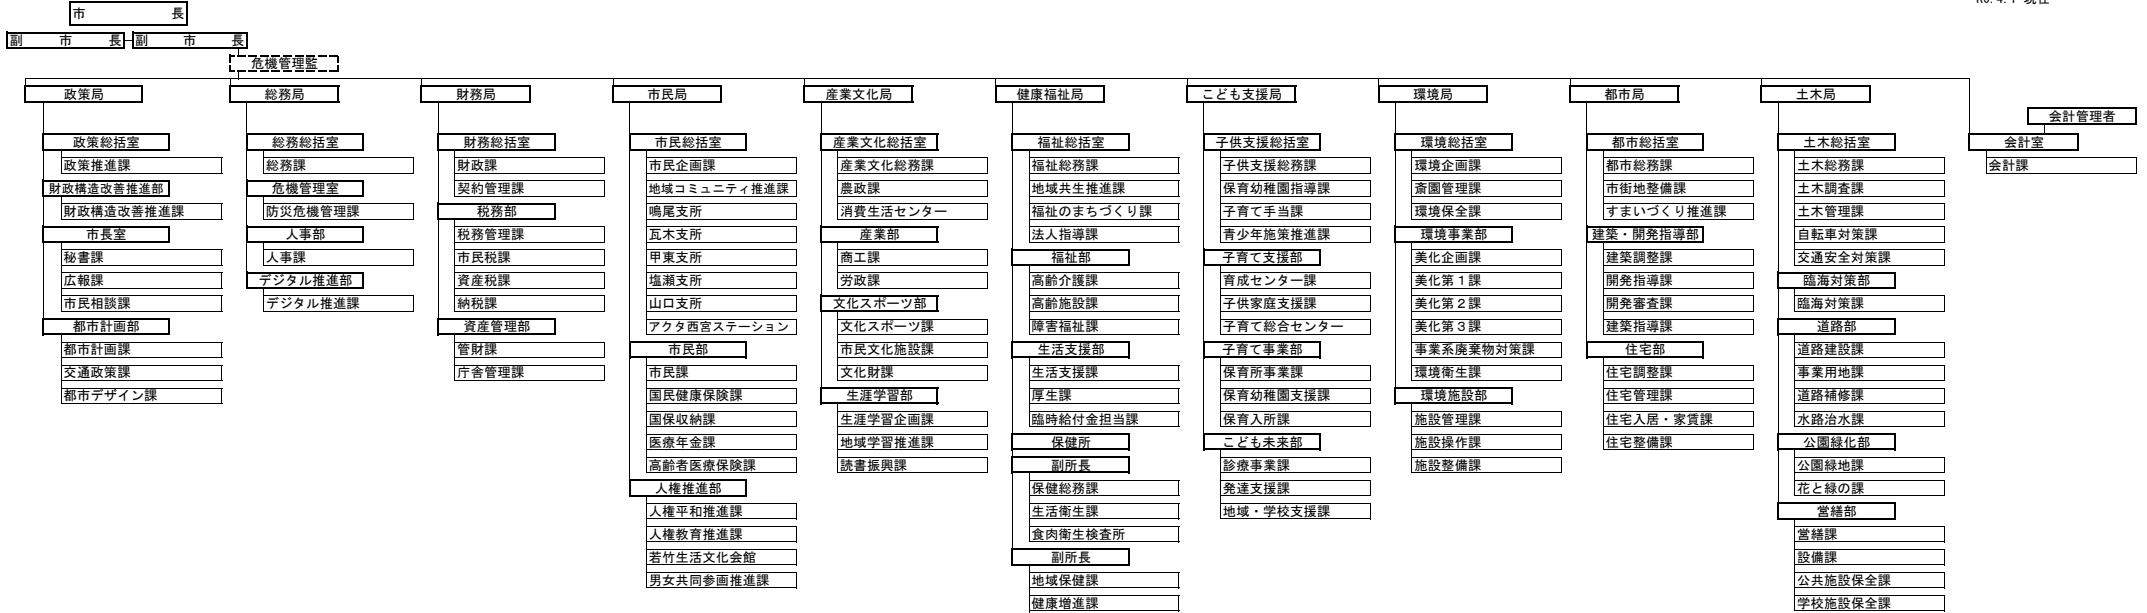 市 長
副 市 長
副 市 長
危機管理監
政策局
政策総括室
政策推進課
財政構造改善推進部
財政構造改善推進課
市長室
秘書課
広報課
市民相談課
都市計画部
都市計画課
交通政策課
都市デザイン課
総務局
総務総括室
総務課
危機管理室
防災危機管理課
人事部
人事課
デジタル推進部
デジタル推進課
財務局
財務総括室
財政課
契約管理課
税務部
税務管理課
市民税課
資産税課
納税課
資産管理部
管財課
庁舎管理課
市民局
市民総括室
市民企画課
地域コミュニティ推進課
鳴尾支所
瓦木支所
甲東支所
塩瀬支所
山口支所
アクタ西宮ステーション
市民部
市民課
国民健康保険課
国保収納課
医療年金課
高齢者医療保険課
人権推進部
人権平和推進課
人権教育推進課
若竹生活文化会館
男女共同参画推進課
産業文化局
産業文化総括室
産業文化総務課
農政課
消費生活センター
産業部
商工課
労政課
文化スポーツ部
文化スポーツ課
市民文化施設課
文化財課
生涯学習部
生涯学習企画課
地域学習推進課
読書振興課
健康福祉局
福祉総括室
福祉総務課
地域共生推進課
福祉のまちづくり課
法人指導課
福祉部
高齢介護課
高齢施設課
障害福祉課
生活支援部
生活支援課
厚生課
臨時給付金担当課
保健所
副所長
保健総務課
生活衛生課
食肉衛生検査所
副所長
地域保健課
健康増進課
こども支援局
子供支援総括室
子供支援総務課
保育幼稚園指導課
子育て手当課
青少年施策推進課
子育て支援部
育成センター課
子供家庭支援課
子育て総合センター
子育て事業部
保育所事業課
保育幼稚園支援課
保育入所課
こども未来部
診療事業課
発達支援課
地域・学校支援課
環境局
環境総括室
環境企画課
斎園管理課
環境保全課
環境事業部
美化企画課
美化第1課
美化第2課
美化第3課
事業系廃棄物対策課
環境衛生課
環境施設部
施設管理課
施設操作課
施設整備課
都市局
都市総括室
都市総務課
市街地整備課
すまいづくり推進課
建築・開発指導部
建築調整課
開発指導課
開発審査課
建築指導課
住宅部
住宅調整課
住宅管理課
住宅入居・家賃課
住宅整備課
土木局
土木総括室
土木総務課
土木調査課
土木管理課
自転車対策課
交通安全対策課
臨海対策部
臨海対策課
道路部
道路建設課
事業用地課
道路補修課
水路治水課
公園緑化部
公園緑地課
花と緑の課
営繕部
営繕課
設備課
公共施設保全課
学校施設保全課
会計管理者
会計室
会計課